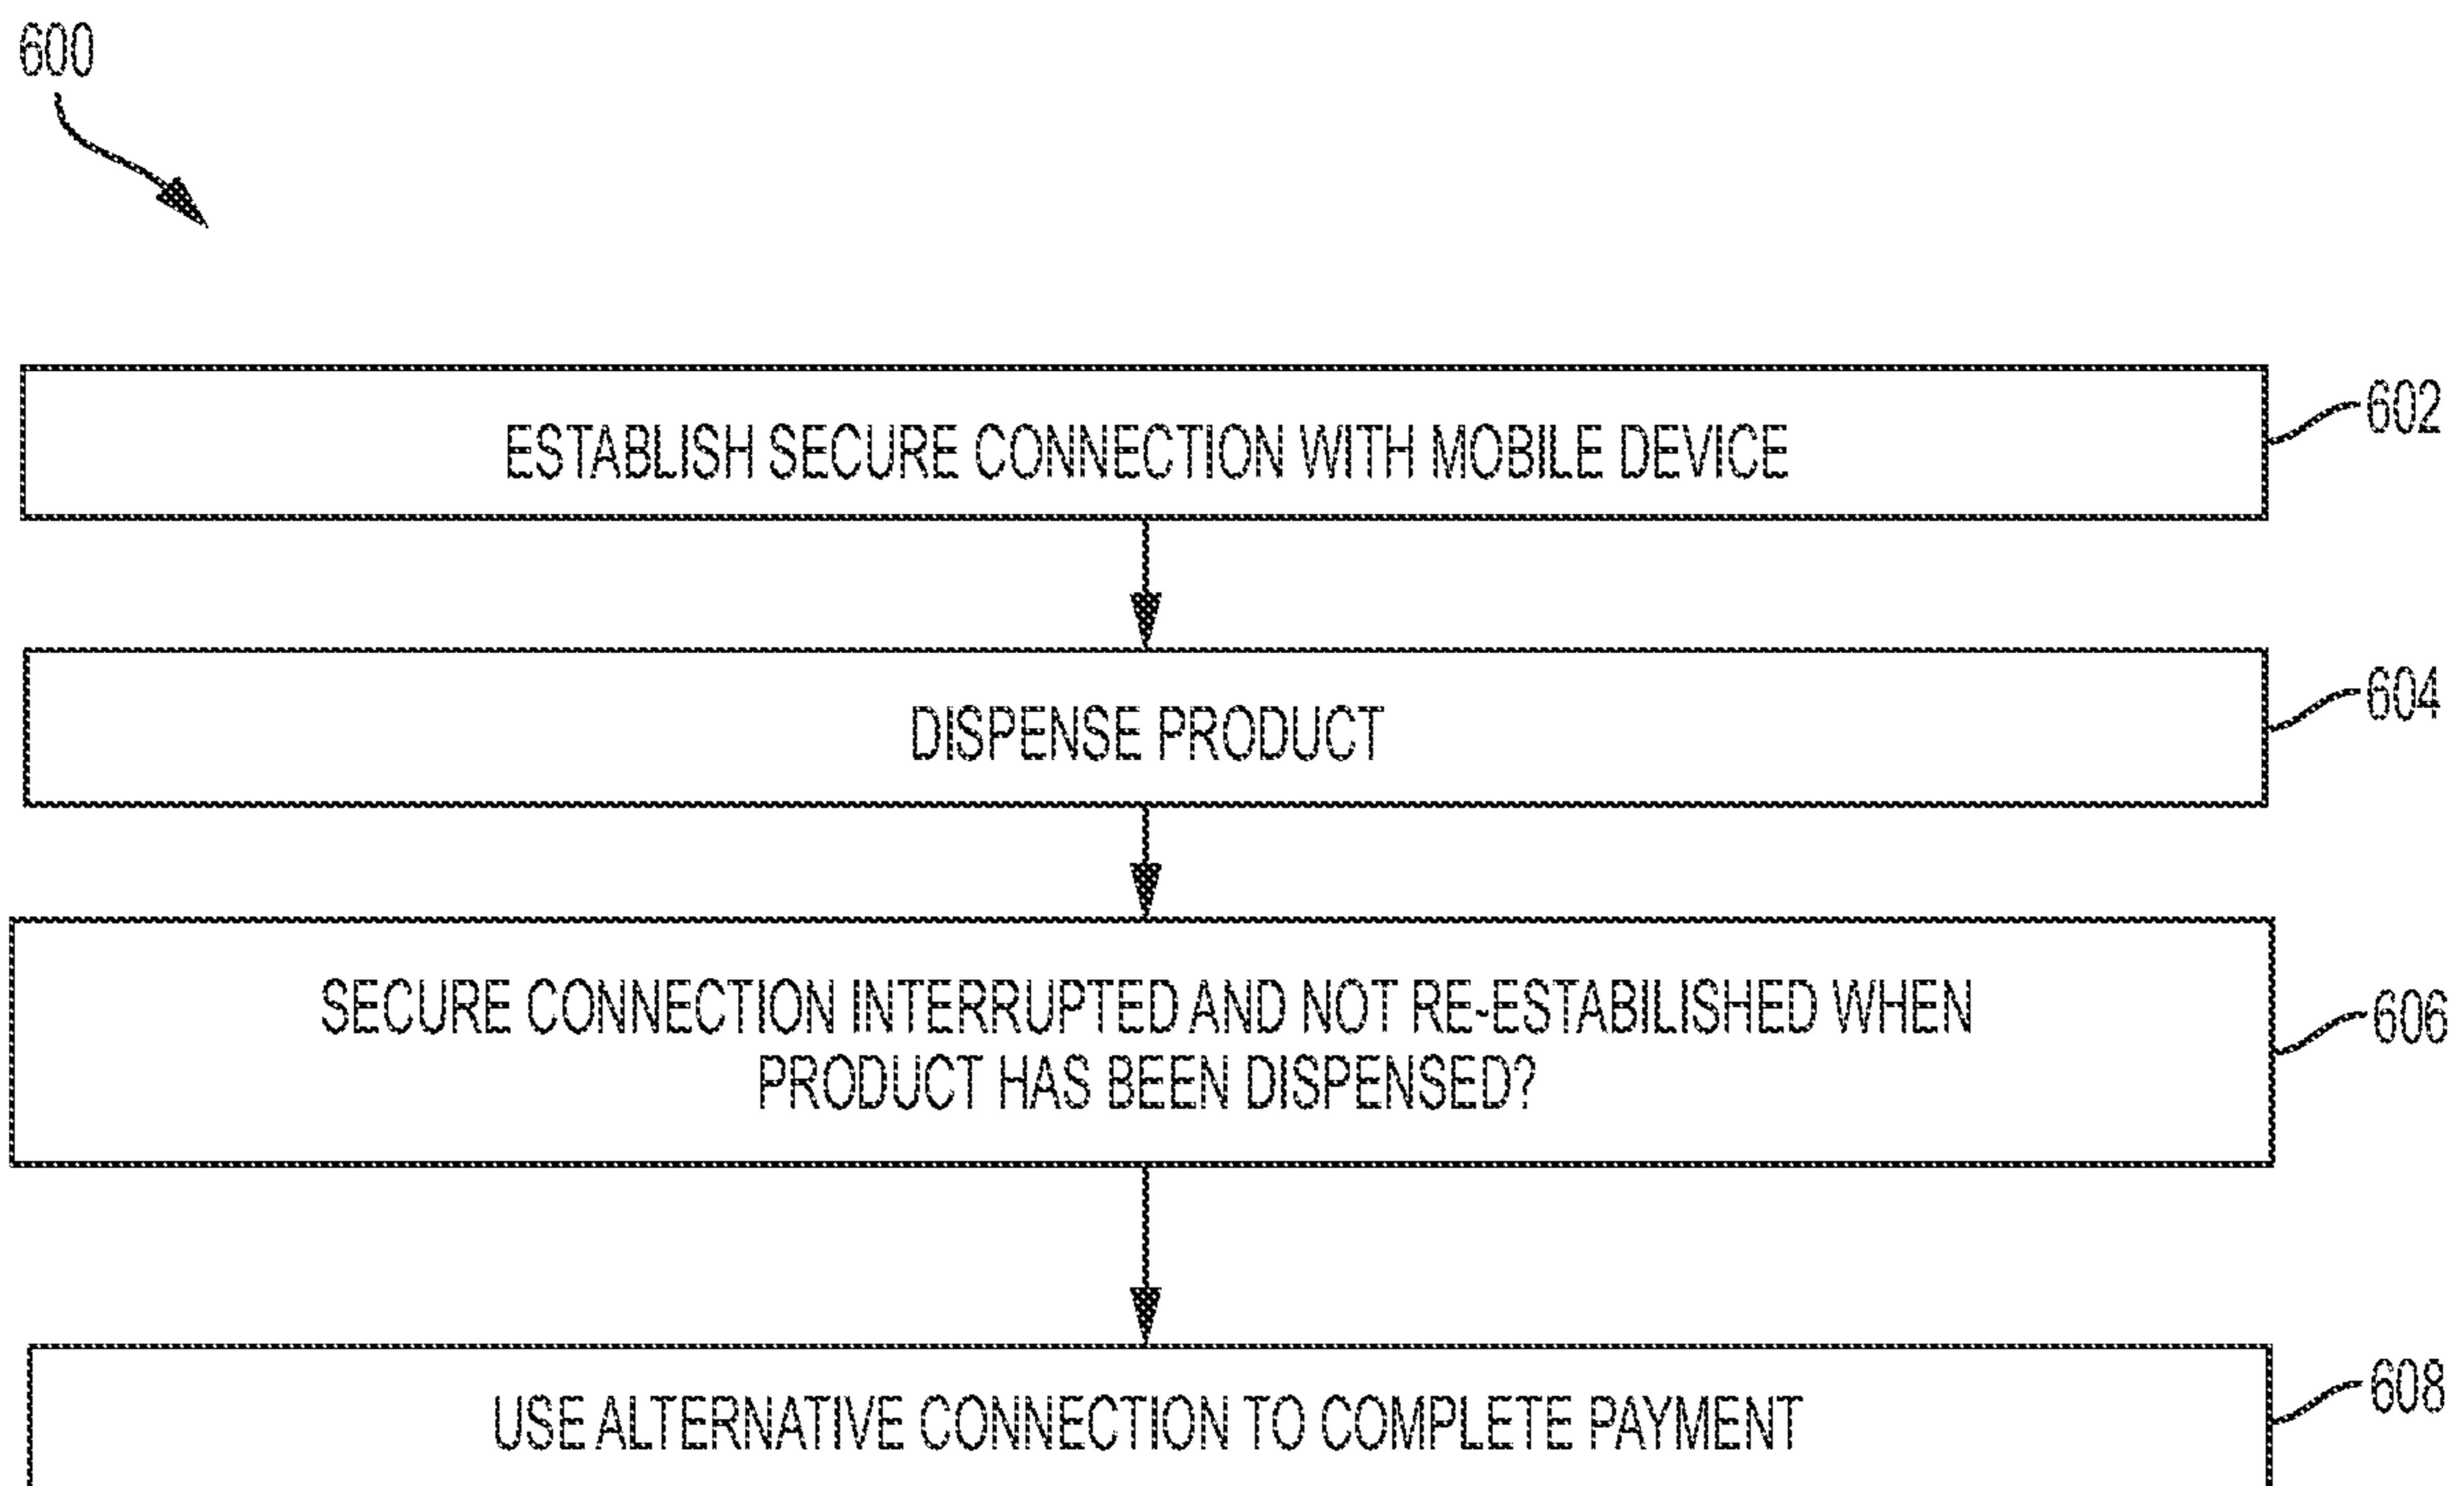 600
ESTABLISH SECURE CONNECTION WITH MOBILE DEVICE
602
DISPENSE PRODUCT
604
SECURE CONNECTION INTERRUPTED AND NOT RE-ESTABILISHED WHEN
PRODUCT HAS BEEN DISPENSED?
606
USE ALTERNATIVE CONNECTION TO COMPLETE PAYMENT
608